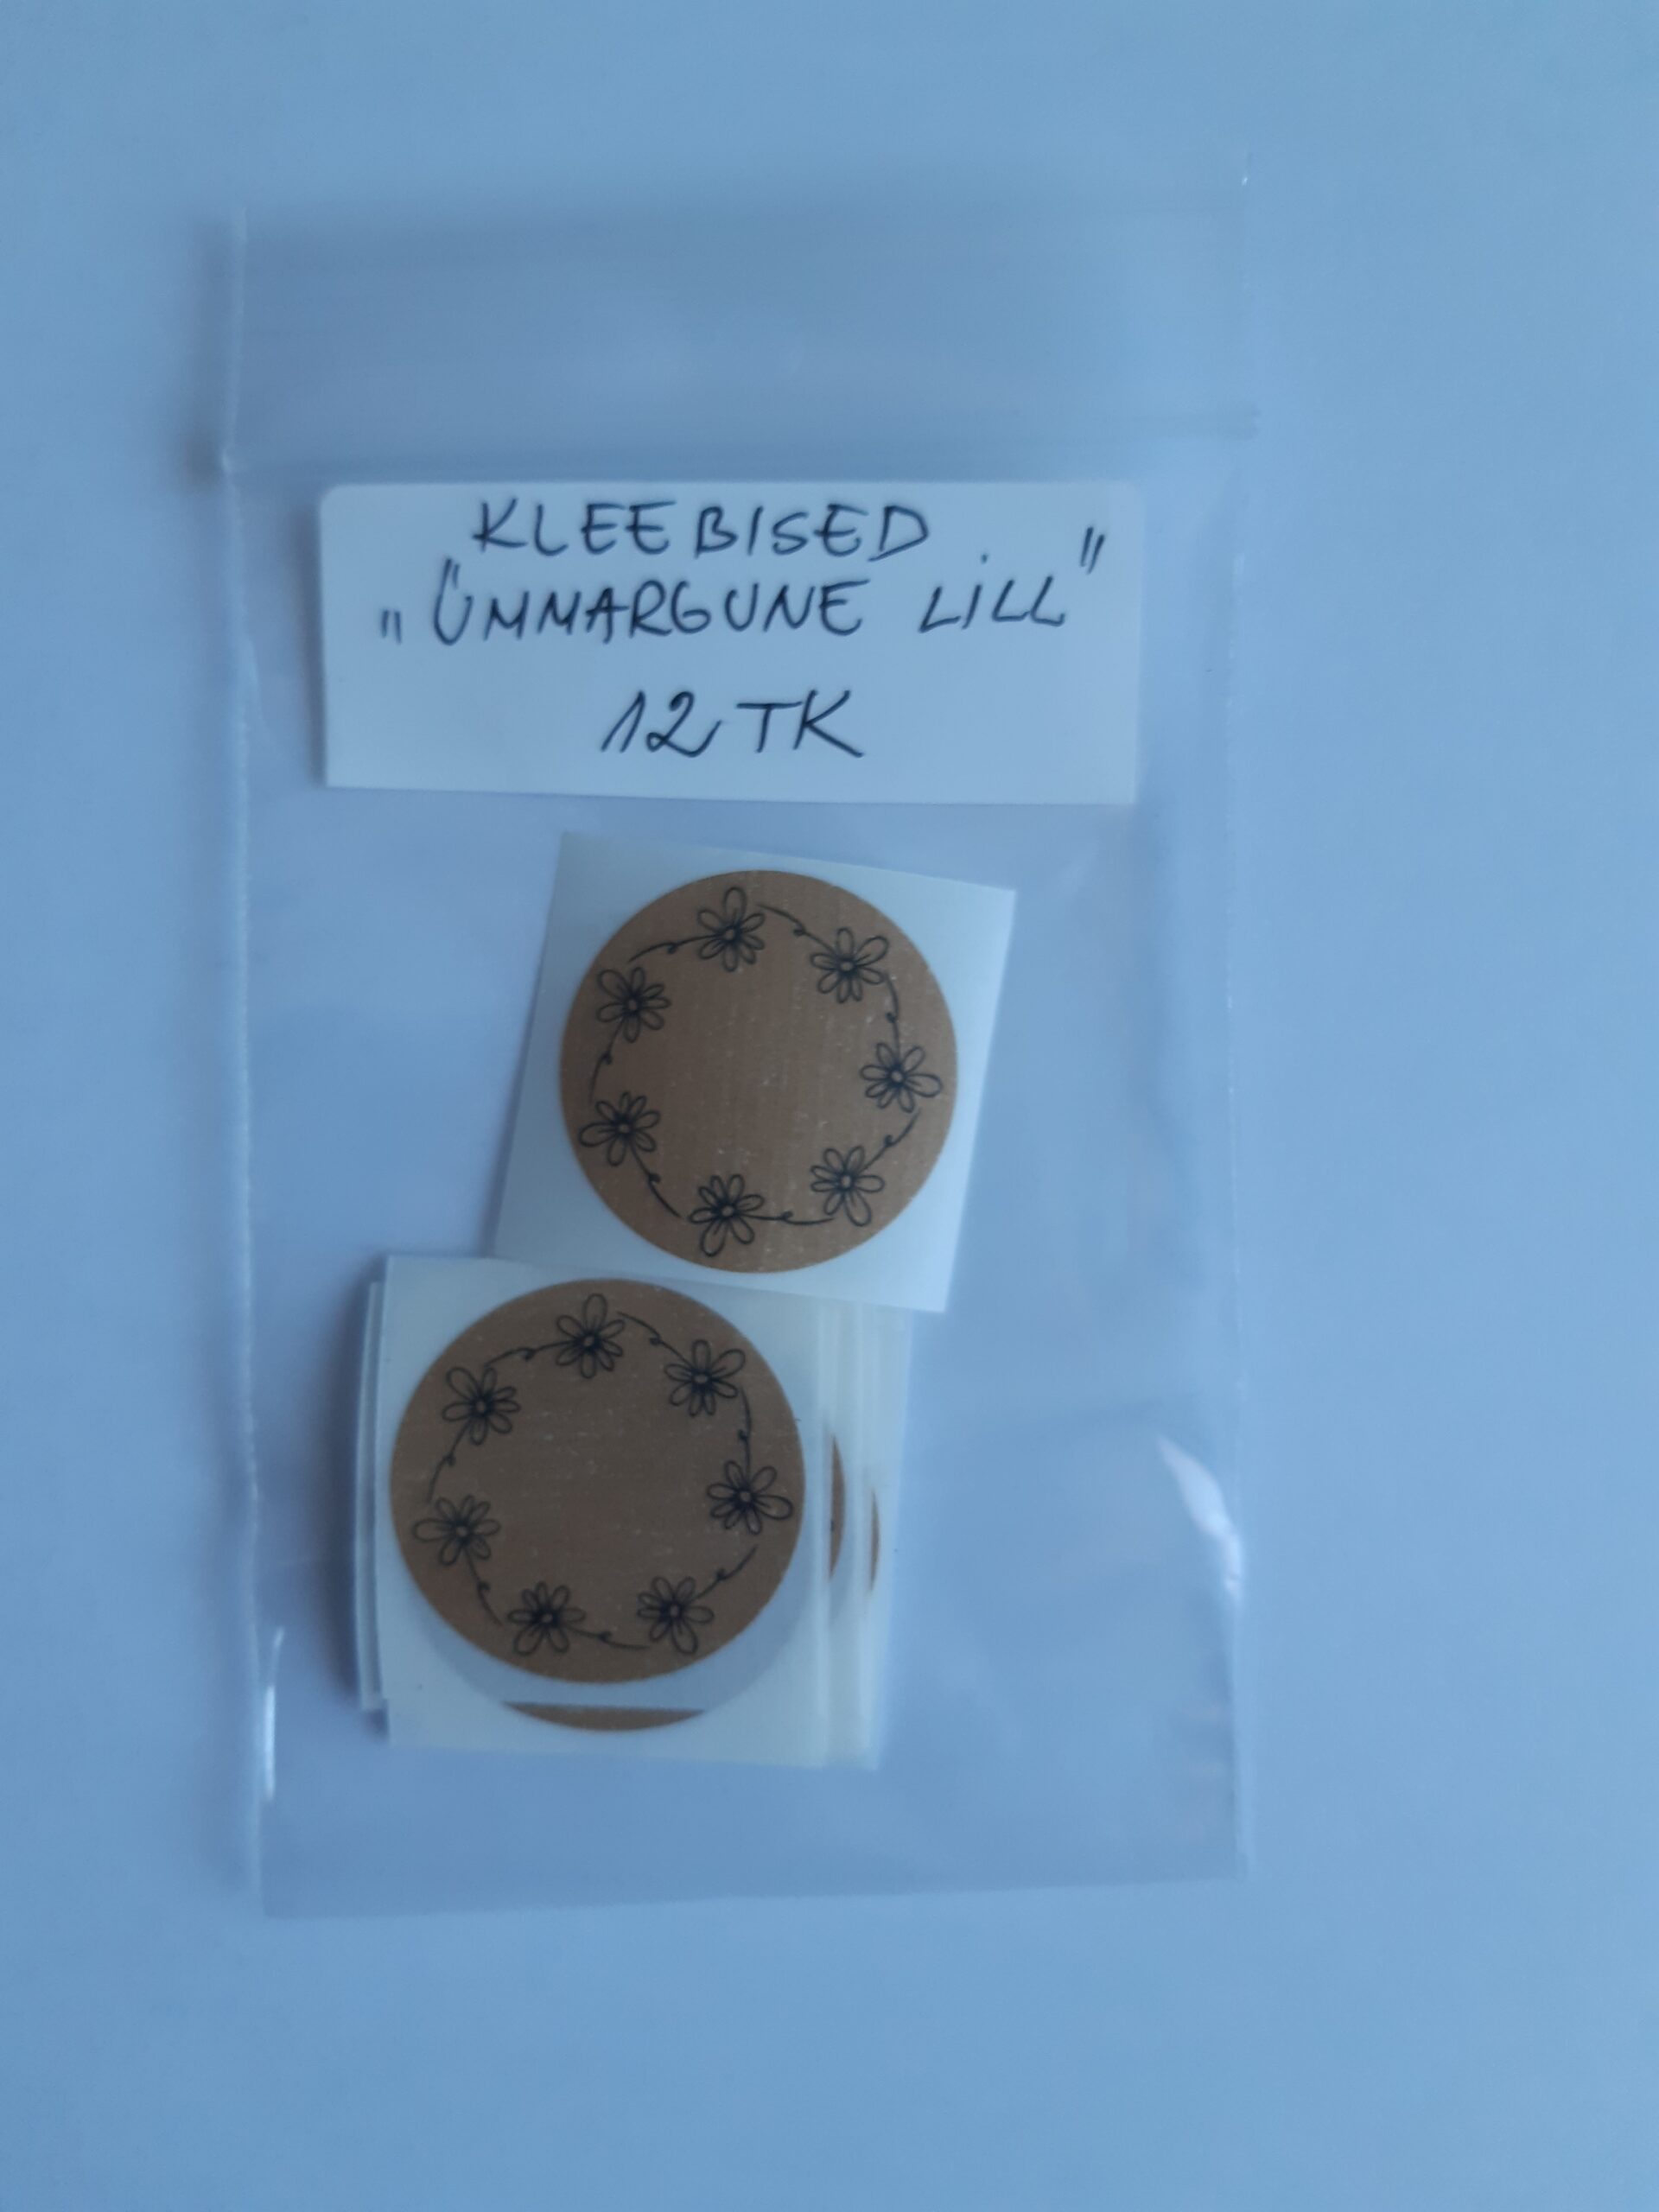 KLEEBISED
„ÜMMARGUNE LILL"
12 TK